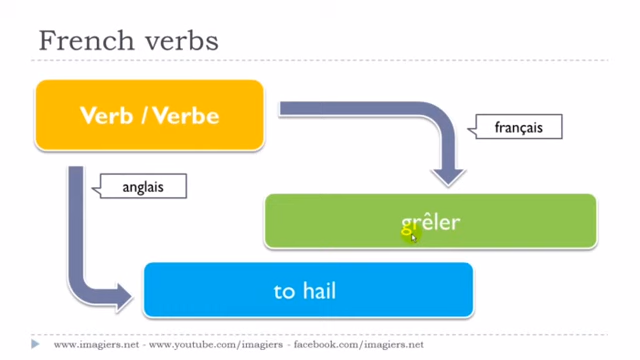 French verbs
Verb / Verbe
français
anglais
grêler
to hail
www.imagiers.net - www.youtube.com/imagiers - facebook.com/imagiers.net